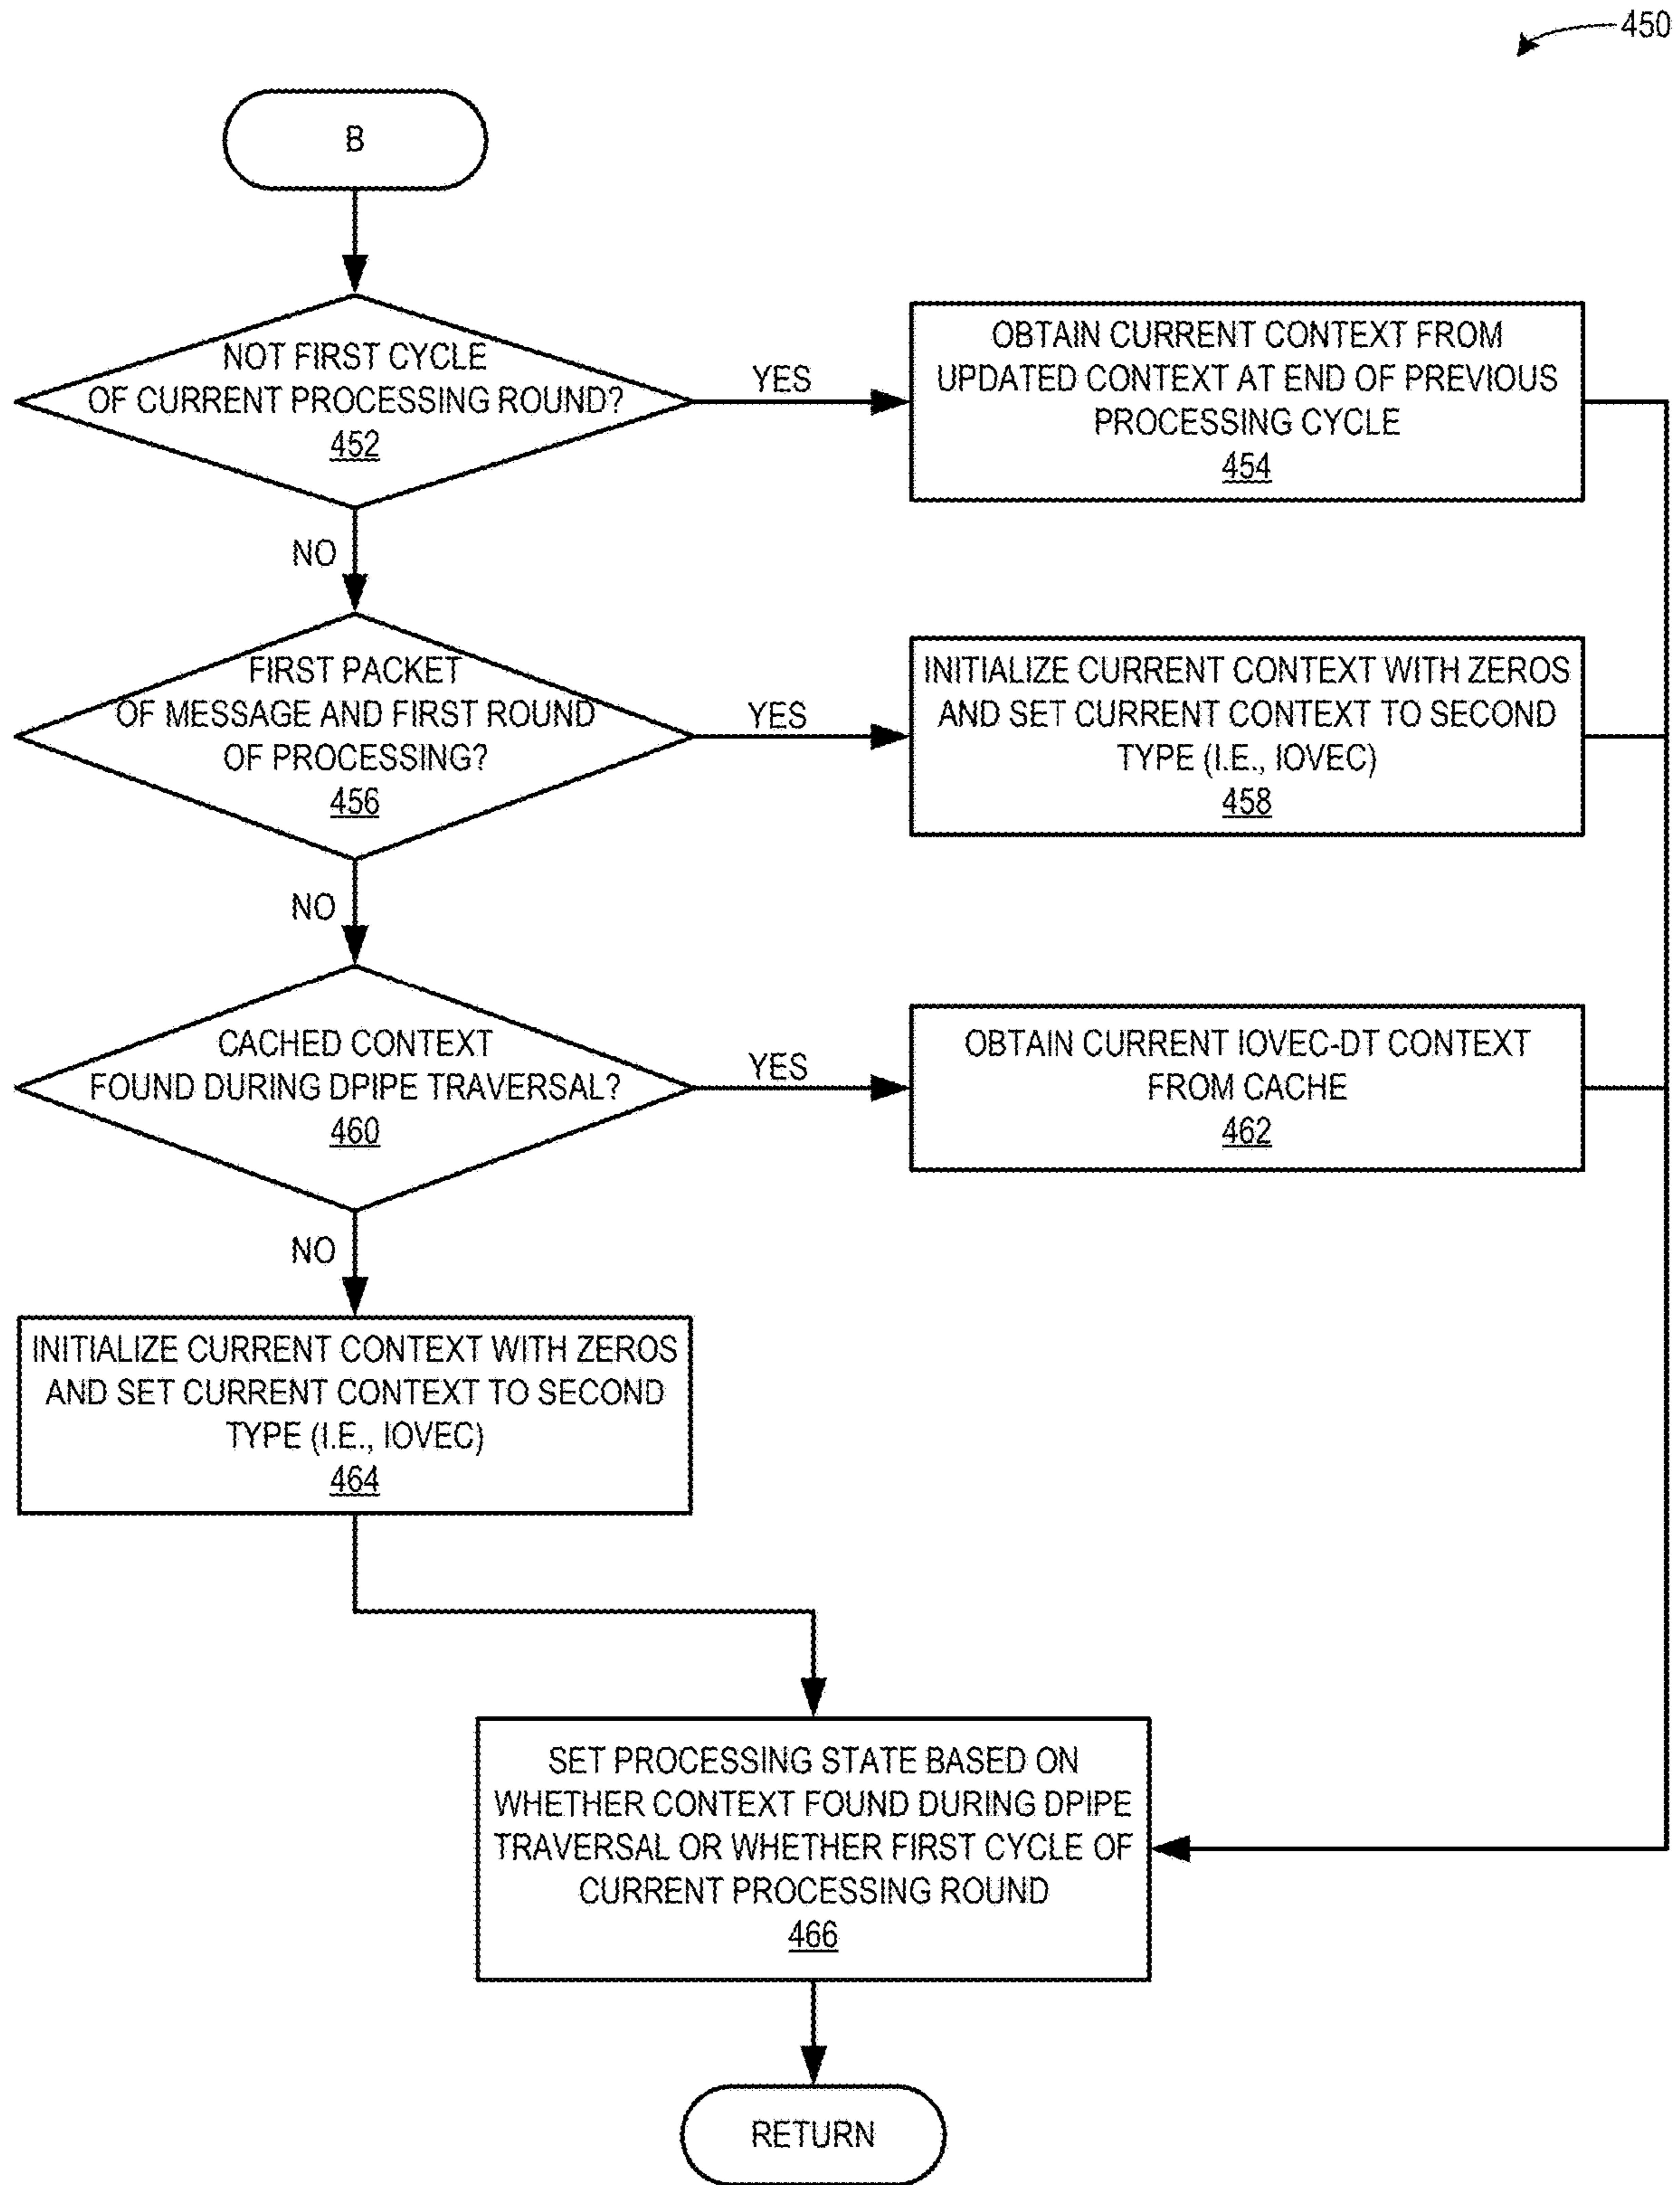 450
B
NOT FIRST CYCLE
OF CURRENT PROCESSING ROUND?
452
YES
OBTAIN CURRENT CONTEXT FROM
UPDATED CONTEXT AT END OF PREVIOUS
PROCESSING CYCLE
454
NO
FIRST PACKET
OF MESSAGE AND FIRST ROUND
OF PROCESSING?
456
YES
INITIALIZE CURRENT CONTEXT WITH ZEROS
AND SET CURRENT CONTEXT TO SECOND
TYPE (I.E., IOVEC)
458
NO
CACHED CONTEXT
FOUND DURING DPIPE TRAVERSAL?
460
YES
OBTAIN CURRENT IOVEC-DT CONTEXT
FROM CACHE
462
NO
INITIALIZE CURRENT CONTEXT WITH ZEROS
AND SET CURRENT CONTEXT TO SECOND
TYPE (I.E., IOVEC)
464
SET PROCESSING STATE BASED ON
WHETHER CONTEXT FOUND DURING DPIPE
TRAVERSAL OR WHETHER FIRST CYCLE OF
CURRENT PROCESSING ROUND
466
RETURN